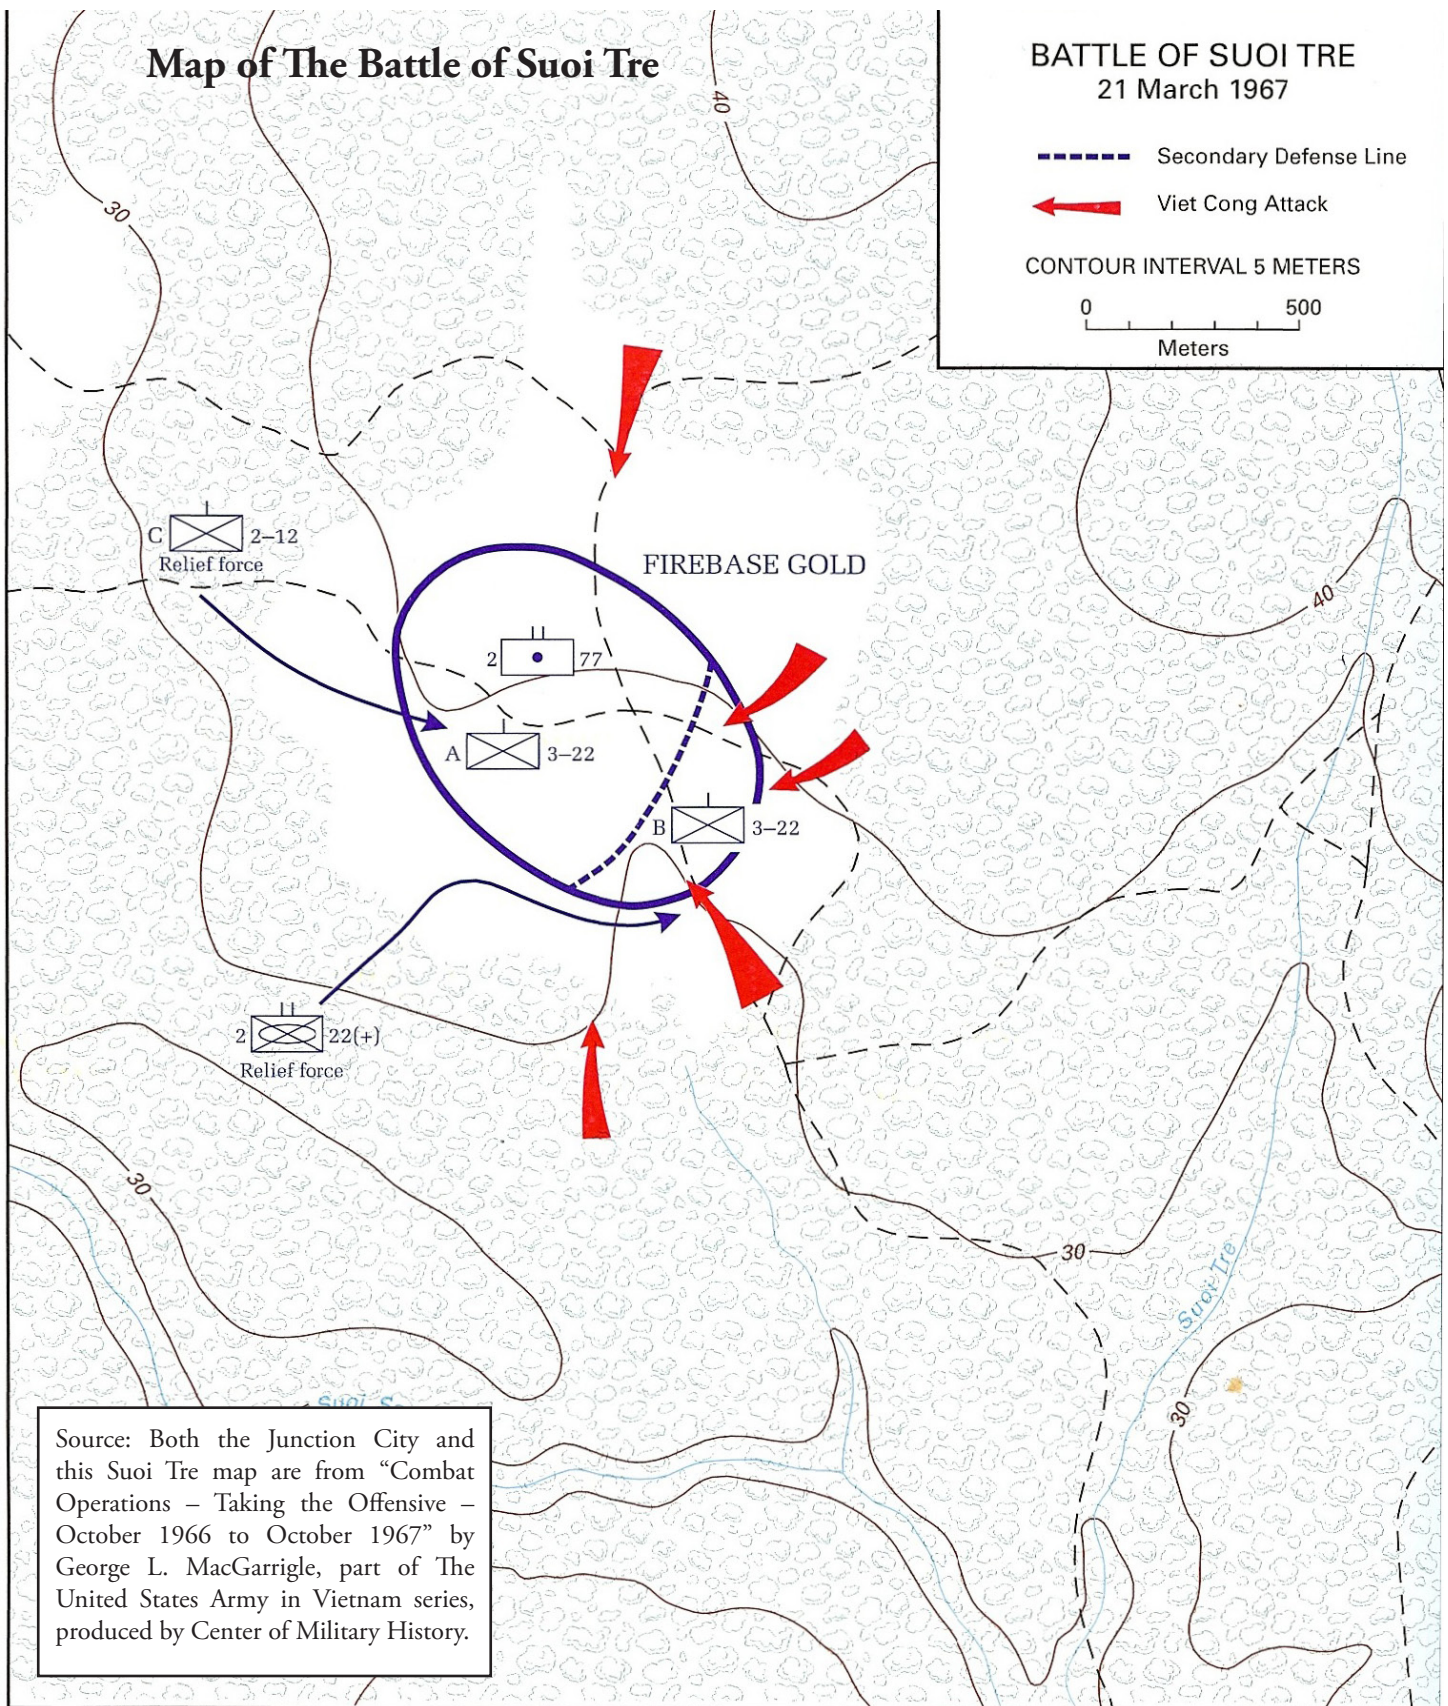 Map of The Battle of Suoi Tre
BATTLE OF SUOI TRE
21 March 1967
Secondary Defense Line
Viet Cong Attack
CONTOUR INTERVAL 5 METERS
0 500
Meters
40
30
C 2–12
Relief force
FIREBASE GOLD
2 77
A 3–22
B 3–22
40
2 22(+)
Relief force
30
30
Suoi Tre
30
Suoi
Source: Both the Junction City and
this Suoi Tre map are from “Combat
Operations – Taking the Offensive –
October 1966 to October 1967” by
George L. MacGarrigle, part of The
United States Army in Vietnam series,
produced by Center of Military History.